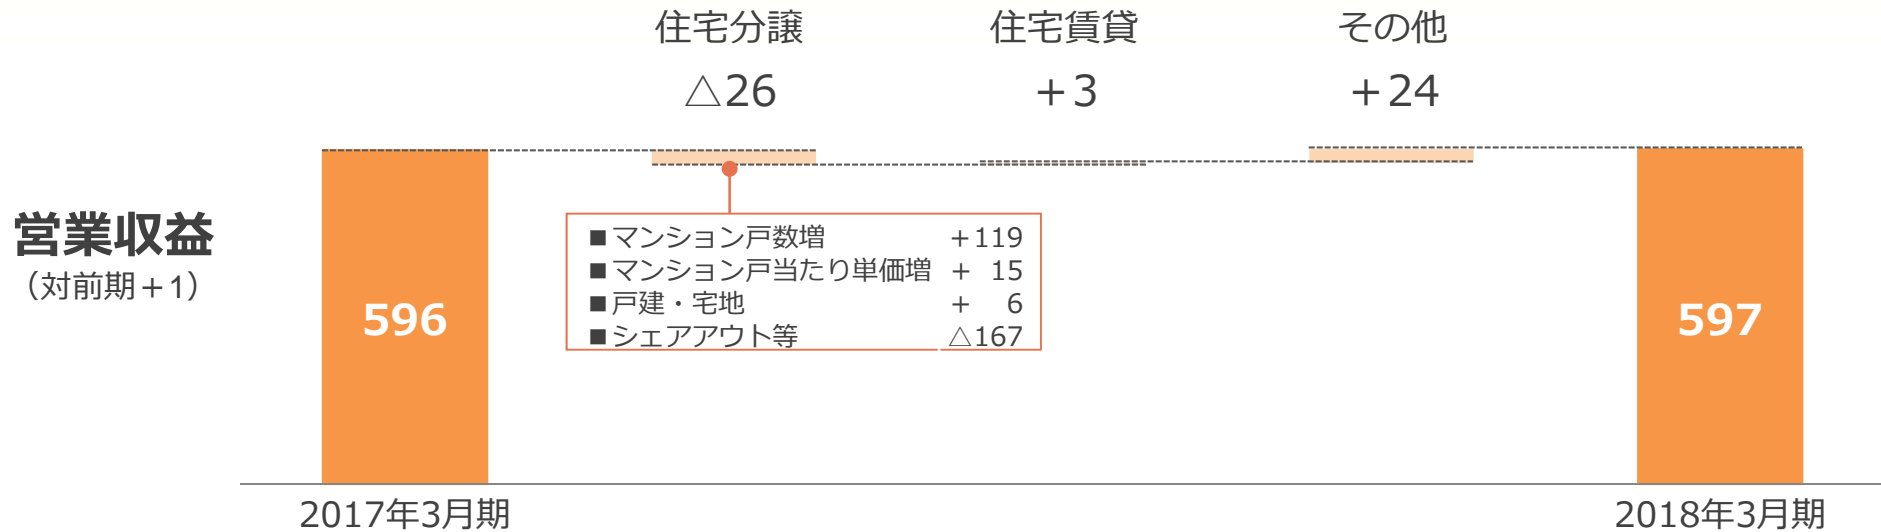 住宅分譲 住宅賃貸 その他
△26 +3 +24
営業収益
(対前期+1)
596
■マンション戸数増 +119
■マンション戸当たり単価増 + 15
■戸建・宅地 + 6
■シェアアウト等 △167
597
2017年3月期 2018年3月期